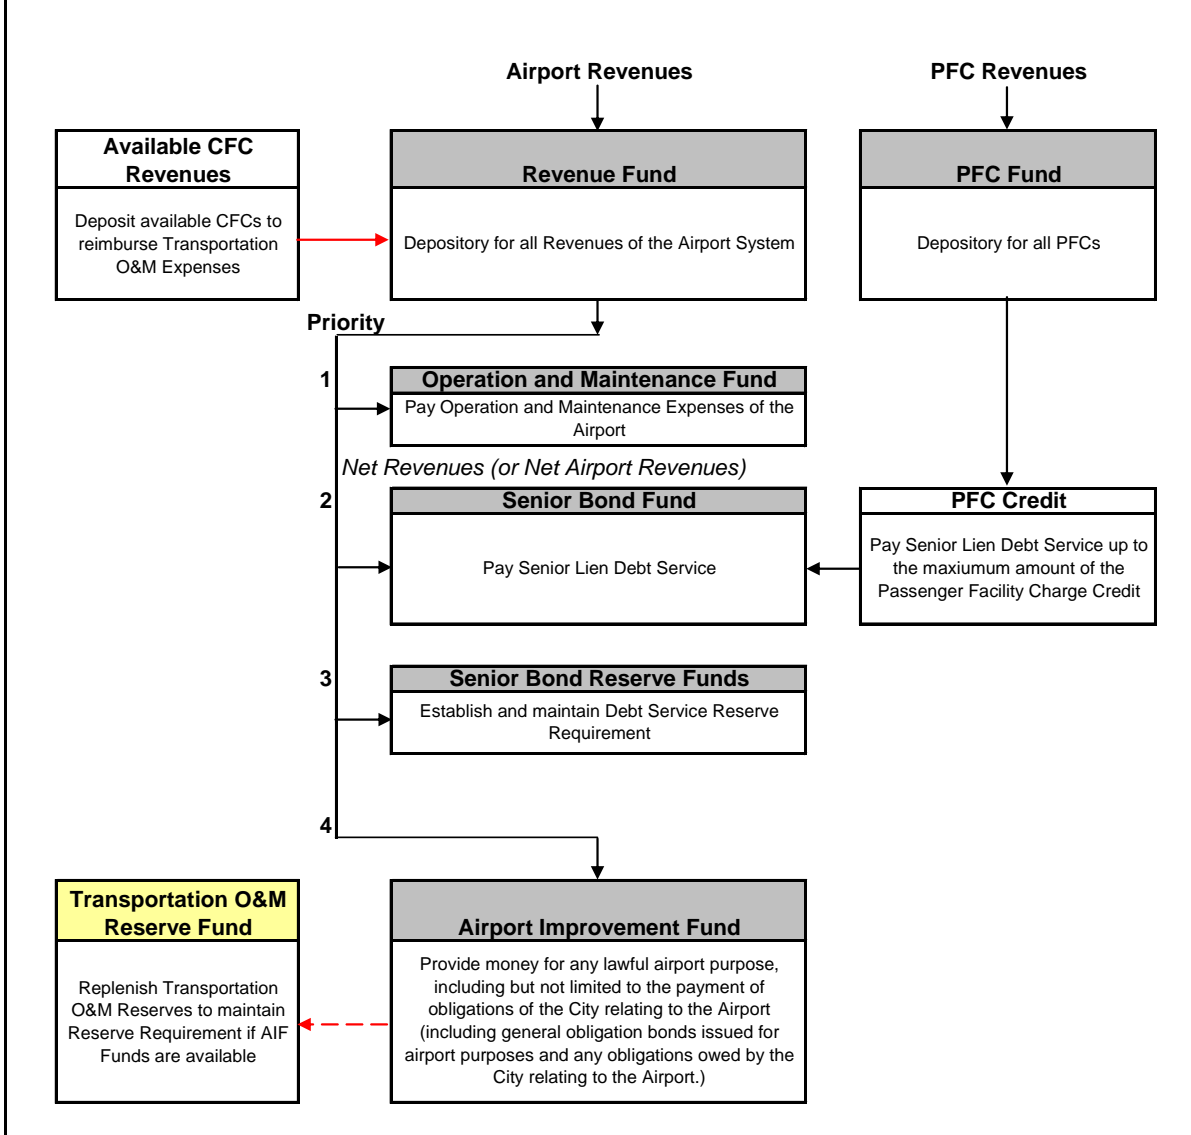 Airport Revenues
PFC Revenues
Available CFC
Revenues
Deposit available CFCs to
reimburse Transportation
O&M Expenses
Revenue Fund
Depository for all Revenues of the Airport System
PFC Fund
Depository for all PFCs
Priority
1
Operation and Maintenance Fund
Pay Operation and Maintenance Expenses of the
Airport
Net Revenues (or Net Airport Revenues)
2
Senior Bond Fund
Pay Senior Lien Debt Service
PFC Credit
Pay Senior Lien Debt Service up to
the maxiumum amount of the
Passenger Facility Charge Credit
3
Senior Bond Reserve Funds
Establish and maintain Debt Service Reserve
Requirement
4
Transportation O&M
Reserve Fund
Replenish Transportation
O&M Reserves to maintain
Reserve Requirement if AIF
Funds are available
Airport Improvement Fund
Provide money for any lawful airport purpose,
including but not limited to the payment of
obligations of the City relating to the Airport
(including general obligation bonds issued for
airport purposes and any obligations owed by the
City relating to the Airport.)